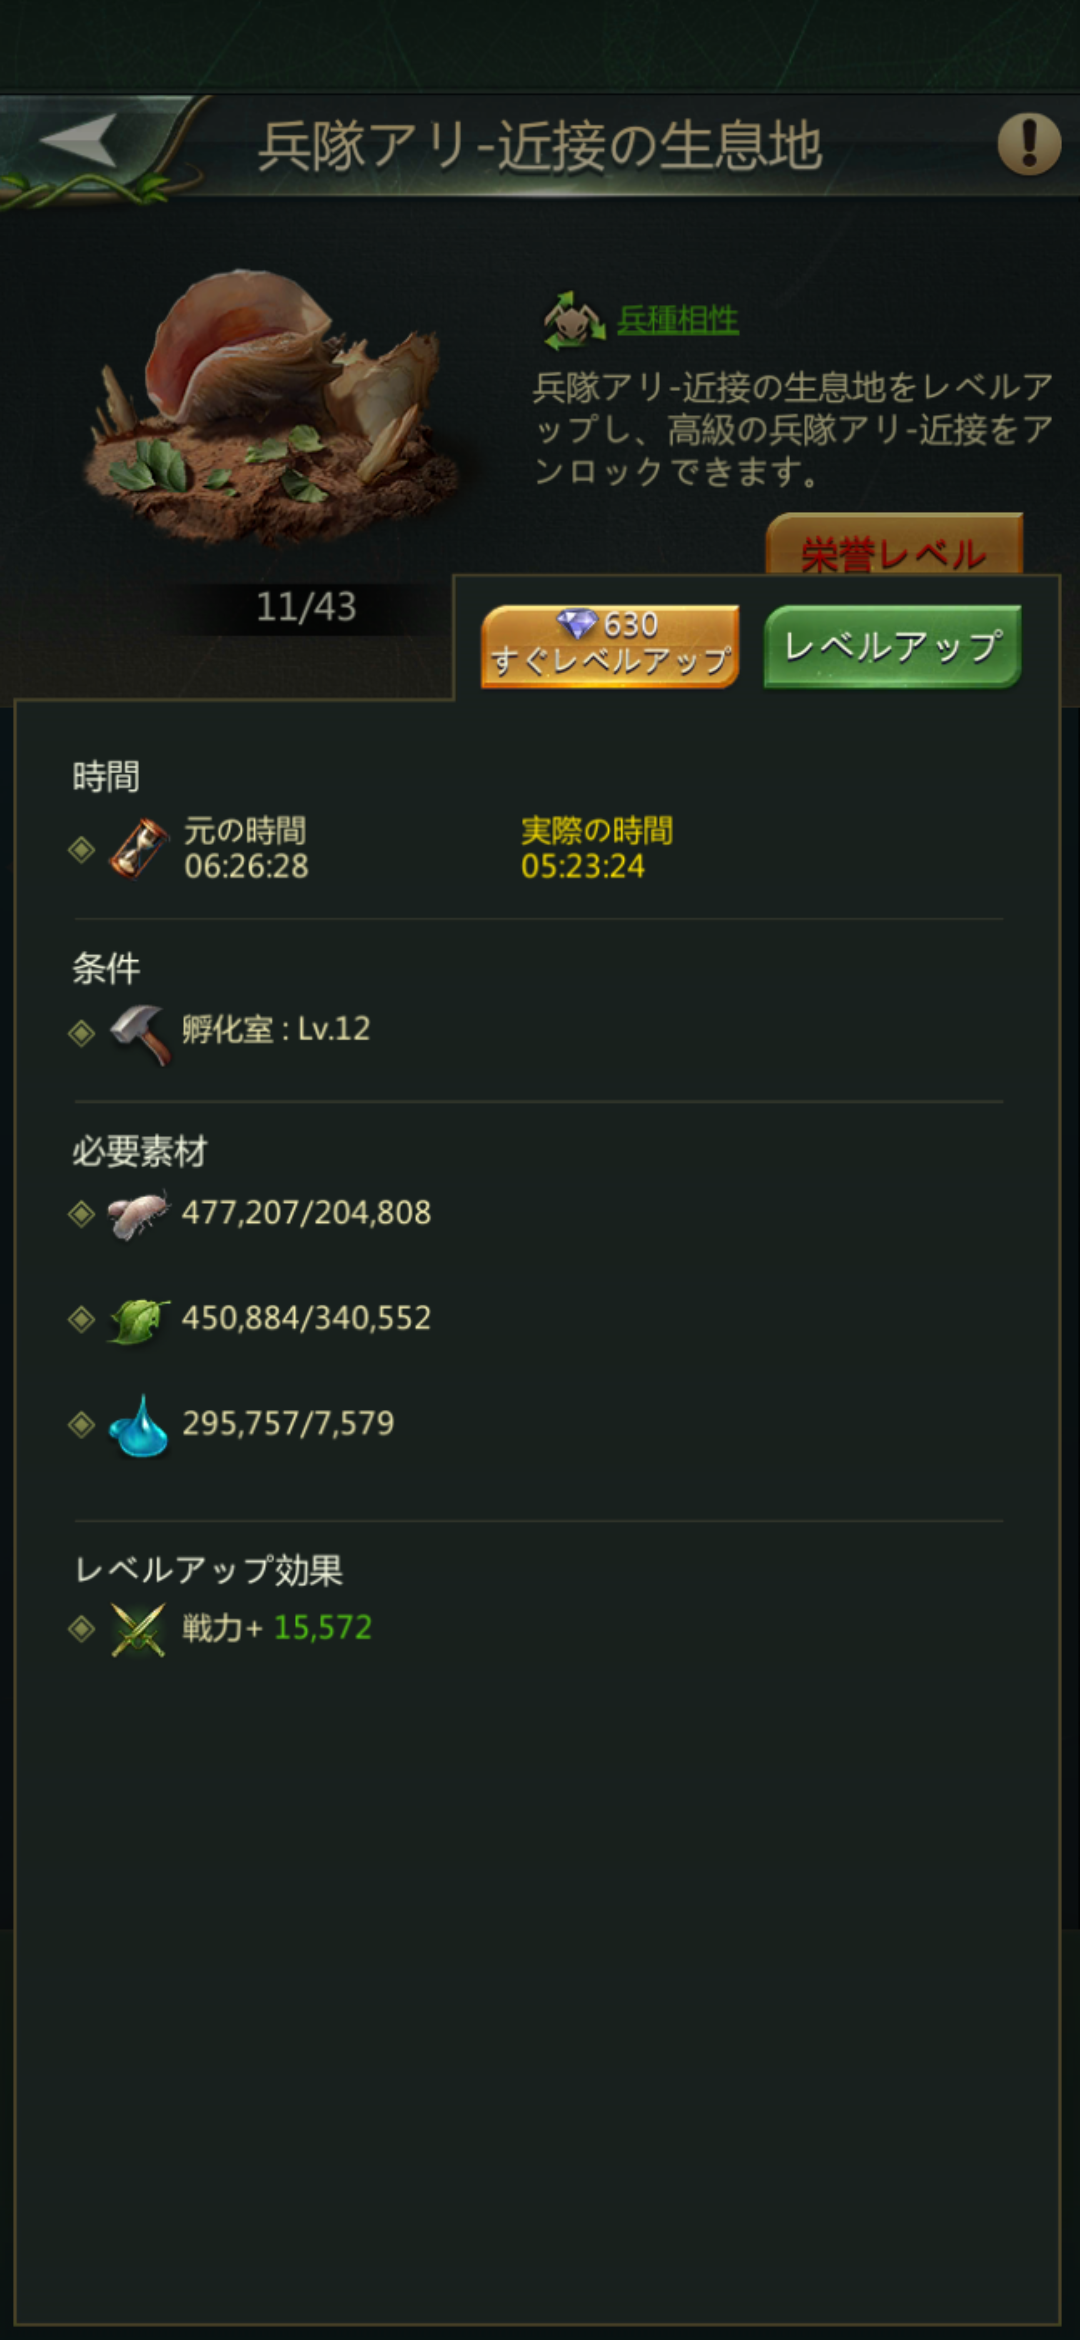 兵隊アリ-近接の生息地
兵種相性
兵隊アリ-近接の生息地をレベルア
ップし、高級の兵隊アリ-近接をア
ンロックできます。
栄誉レベル
11/43
630
すぐレベルアップ
レベルアップ
時間
元の時間
06:26:28
実際の時間
05:23:24
条件
孵化室 : Lv.12
必要素材
477,207/204,808
450,884/340,552
295,757/7,579
レベルアップ効果
戦力+ 15,572